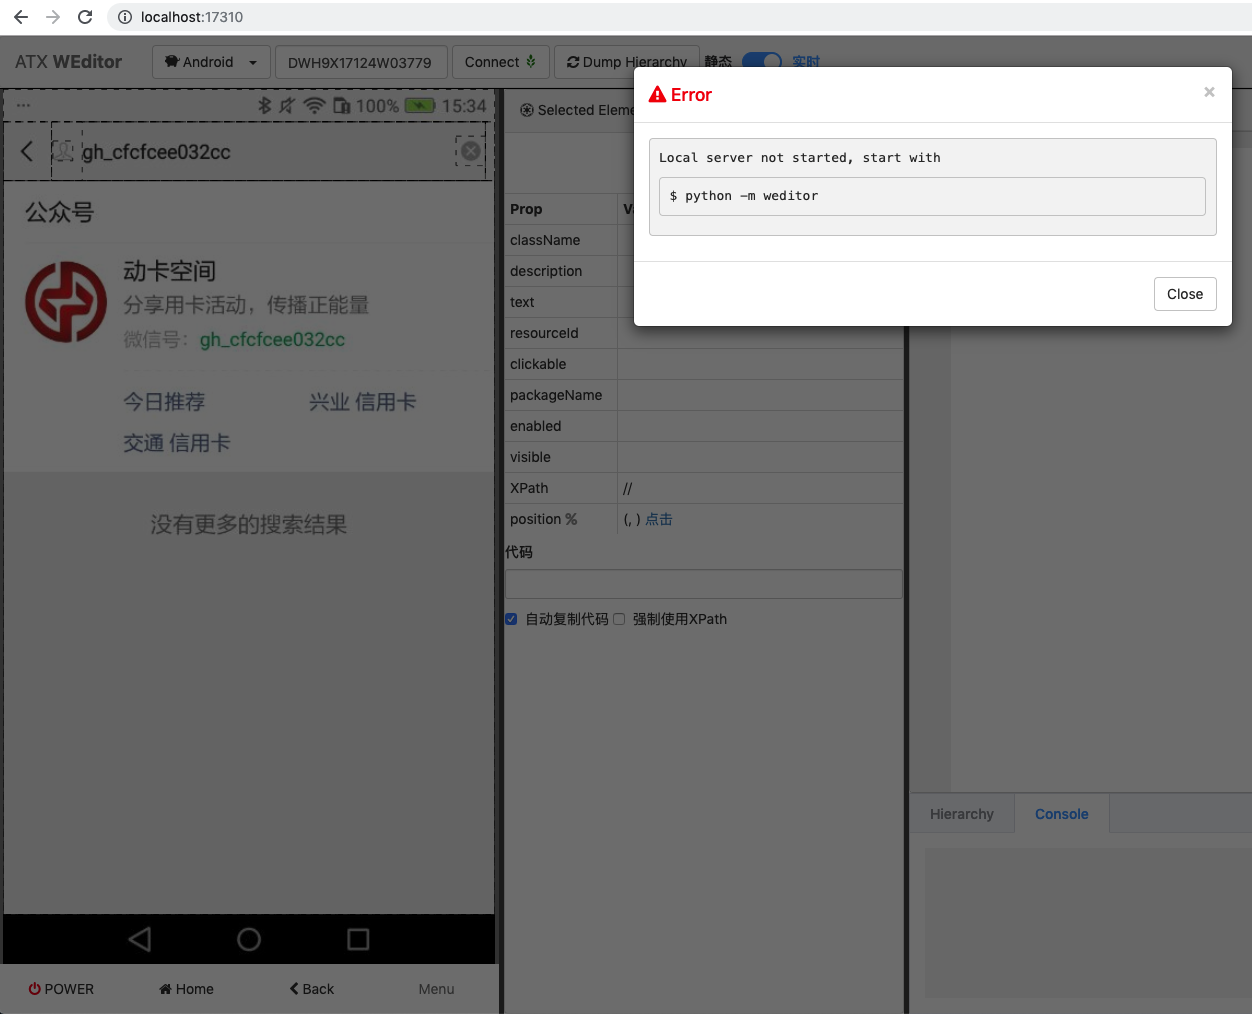 localhost:17310
ATX WEditor
Android
DWH9X17124W03779
Connect
Dump Hierarchy
静态
实时
Error
×
Local server not started, start with
$ python -m weditor
Close
...
100%
15:34
gh_cfcfcee032cc
公众号
动卡空间
分享用卡活动，传播正能量
微信号：gh_cfcfcee032cc
今日推荐
兴业 信用卡
交通 信用卡
没有更多的搜索结果
POWER
Home
Back
Menu
Selected Eleme
Prop
className
description
text
resourceId
clickable
packageName
enabled
visible
XPath
//
position %
(, ) 点击
代码
自动复制代码
强制使用XPath
Hierarchy
Console